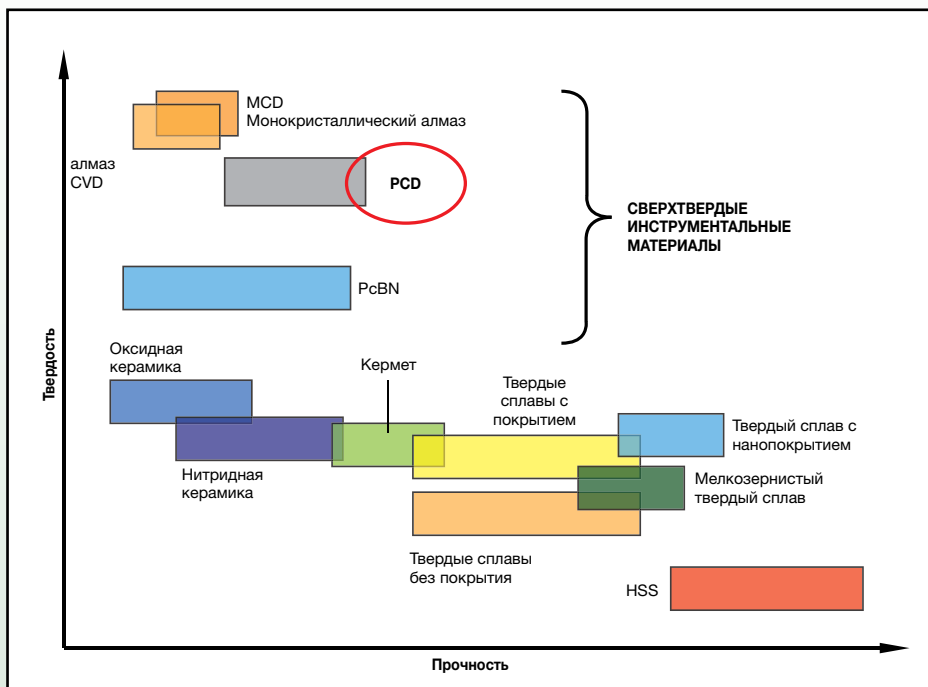 MCD
Монокристаллический алмаз
алмаз
CVD
PCD
СВЕРХТВЕРДЫЕ
ИНСТРУМЕНТАЛЬНЫЕ
МАТЕРИАЛЫ
PcBN
Твердость
Оксидная
керамика
Кермет
Твердые
сплавы с
покрытием
Твердый сплав с
нанопокрытием
Нитридная
керамика
Мелкозернистый
твердый сплав
Твердые сплавы
без покрытия
HSS
Прочность